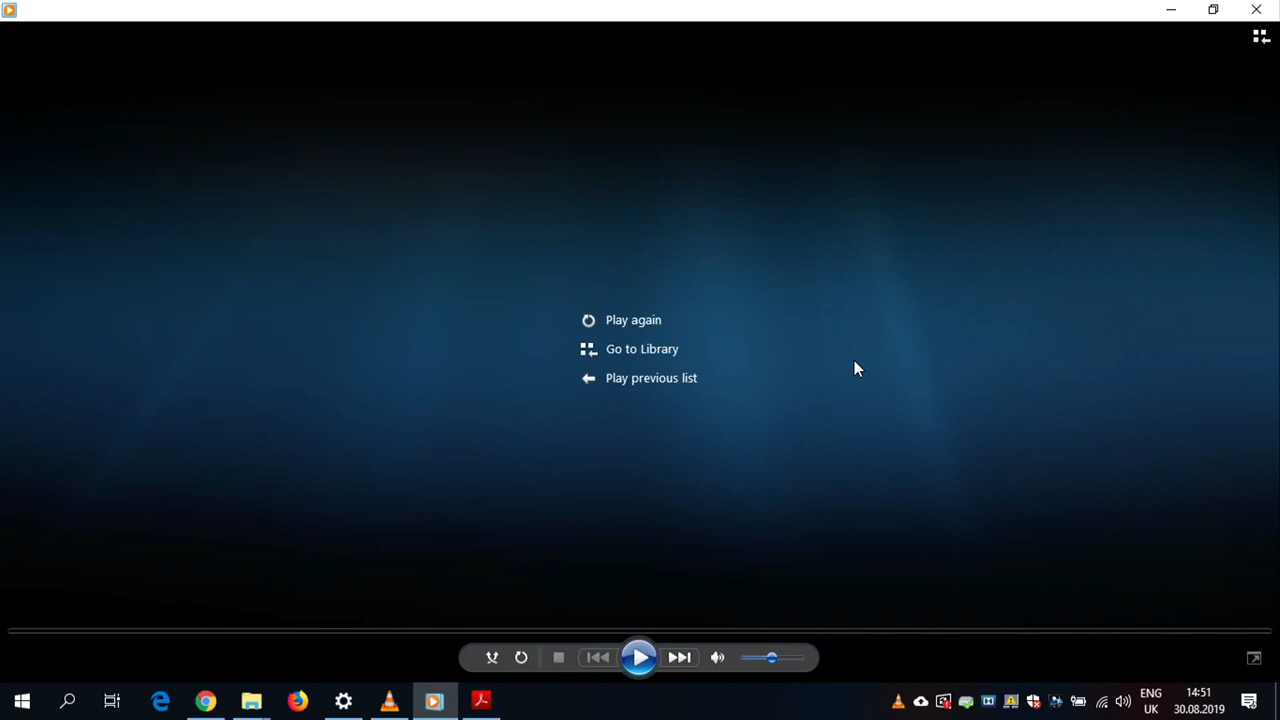 Play again
Go to Library
Play previous list
ENG
UK
14:51
30.08.2019